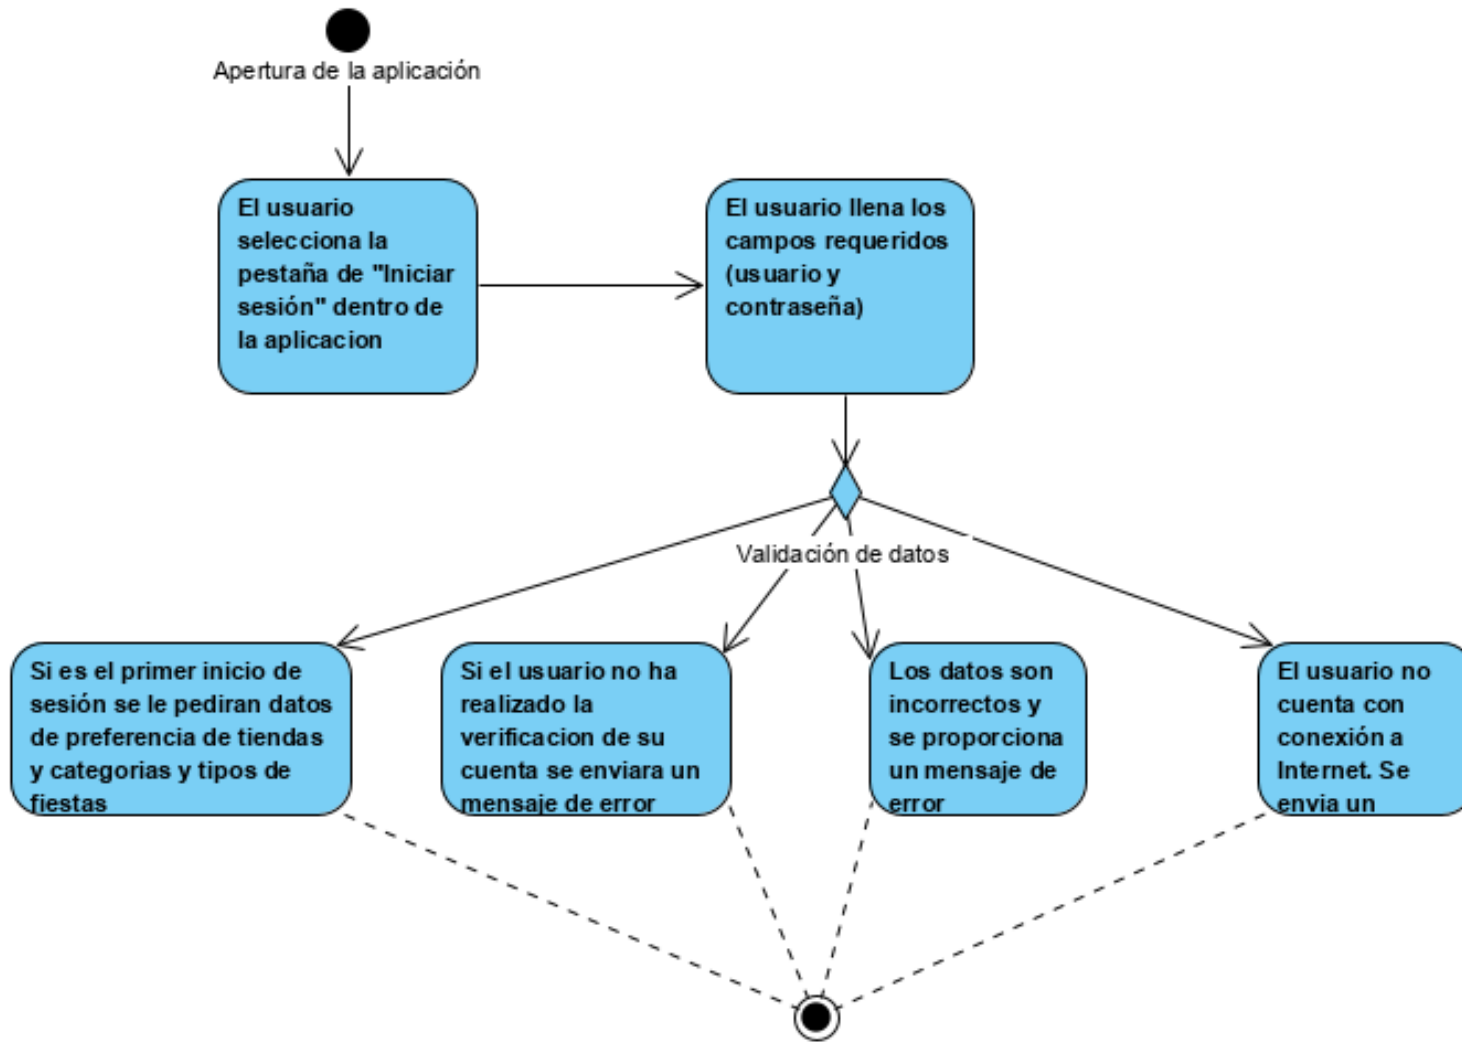 Apertura de la aplicación
El usuario
selecciona la
pestaña de "Iniciar
sesión" dentro de
la aplicacion
El usuario llena los
campos requeridos
(usuario y
contraseña)
Validación de datos
Si es el primer inicio de
sesión se le pediran datos
de preferencia de tiendas
y categorias y tipos de
fiestas
Si el usuario no ha
realizado la
verificacion de su
cuenta se enviara un
mensaje de error
Los datos son
incorrectos y
se proporciona
un mensaje de
error
El usuario no
cuenta con
conexión a
Internet. Se
envia un